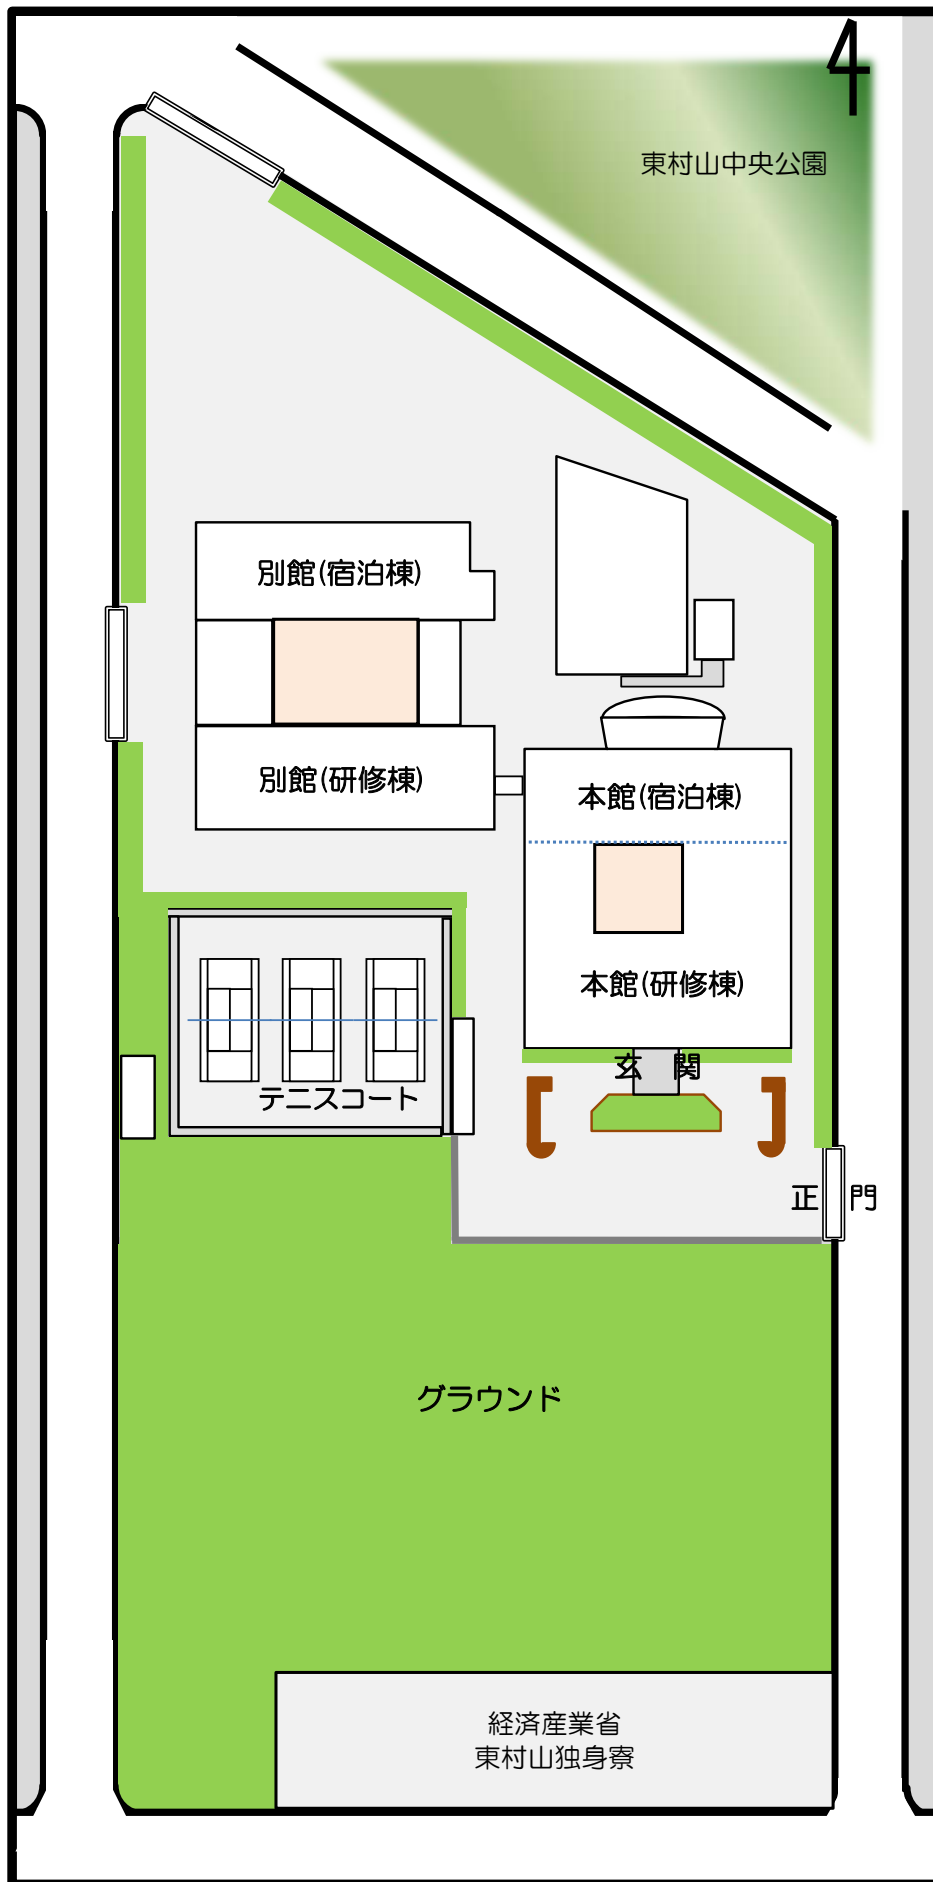 東村山中央公園
別館(宿泊棟)
別館(研修棟)
本館(宿泊棟)
本館(研修棟)
玄　関
テニスコート
正　門
グラウンド
経済産業省
東村山独身寮